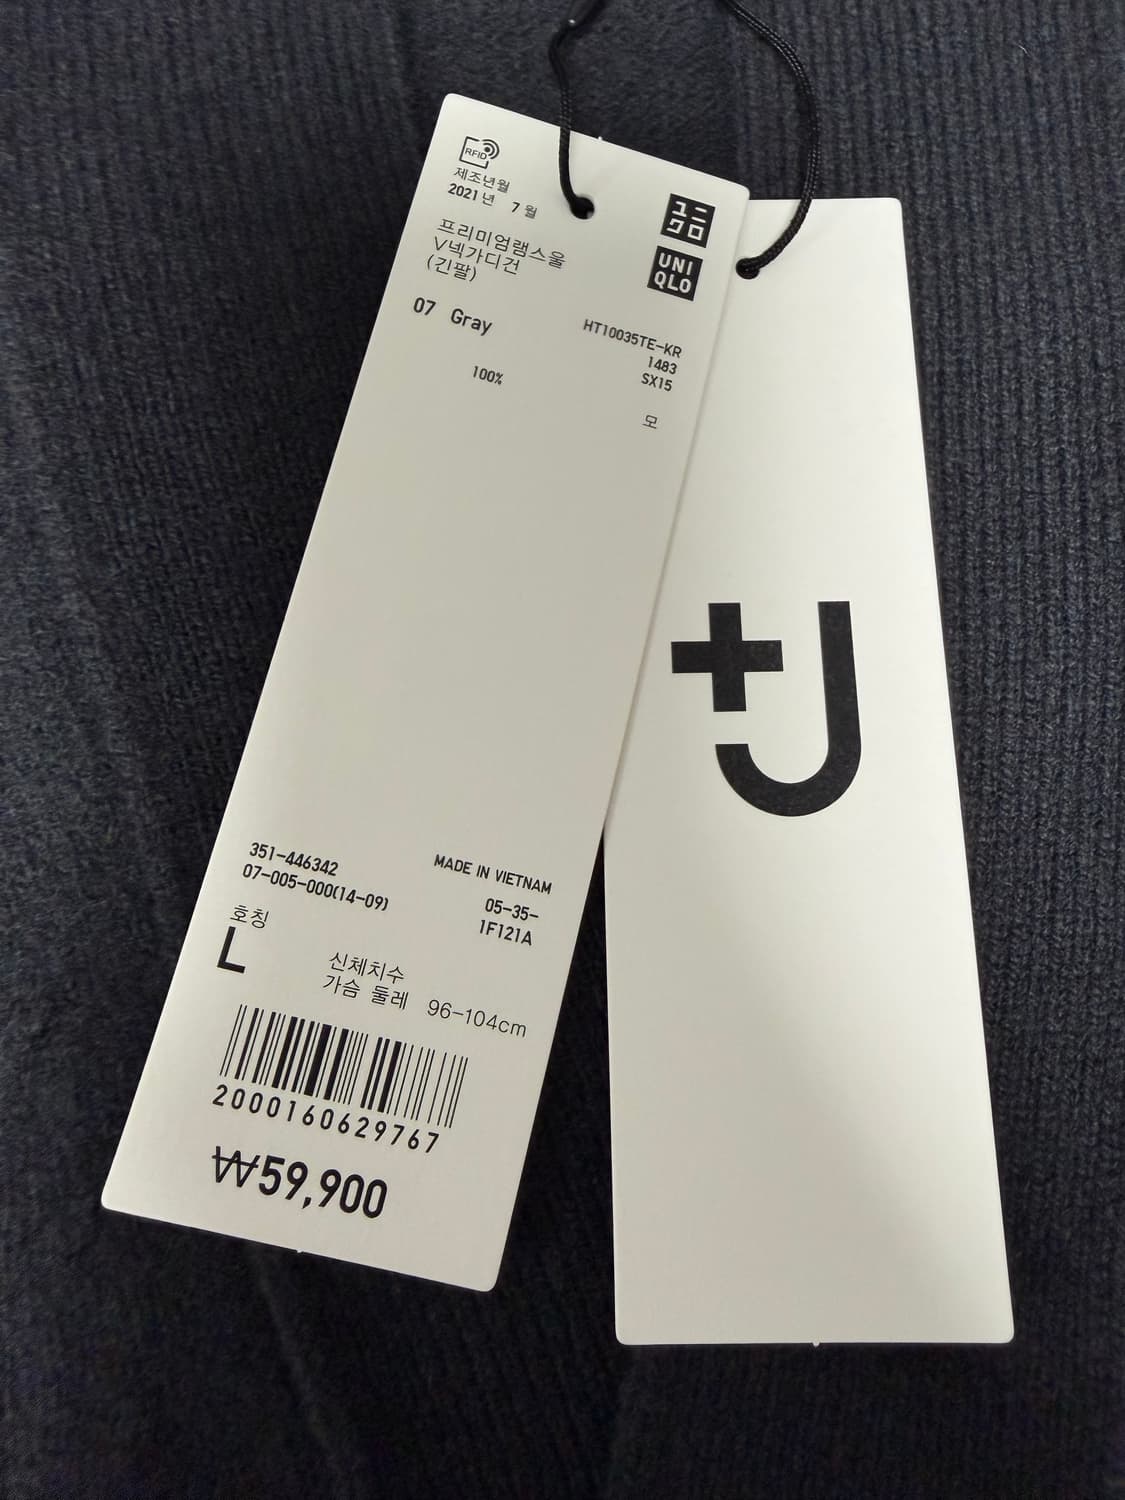 RFID
제조년월
2021년 7월
ユニ
クロ
UNI
QLO
프리미엄램스울
V넥가디건
(긴팔)
07 Gray
HT10035TE-KR
1483
SX15
100%
모
351-446342
07-005-000(14-09)
MADE IN VIETNAM
05-35-
1F121A
호칭
L
신체치수
가슴 둘레 96-104cm
2000160629767
₩59,900
+J